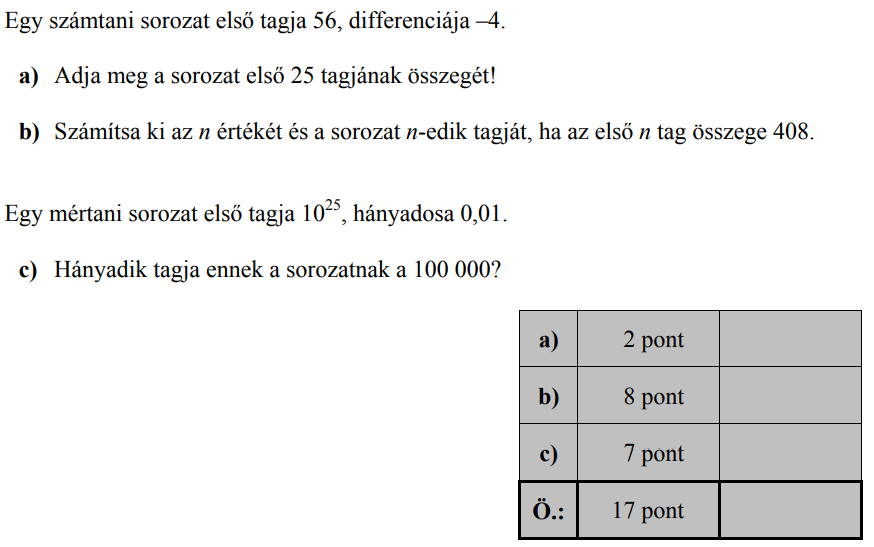 Egy számtani sorozat első tagja 56, differenciája –4.
a) Adja meg a sorozat első 25 tagjának összegét!
b) Számítsa ki az n értékét és a sorozat n-edik tagját, ha az első n tag összege 408.
Egy mértani sorozat első tagja 10²⁵, hányadosa 0,01.
c) Hányadik tagja ennek a sorozatnak a 100 000?
a) 2 pont
b) 8 pont
c) 7 pont
Ö.: 17 pont